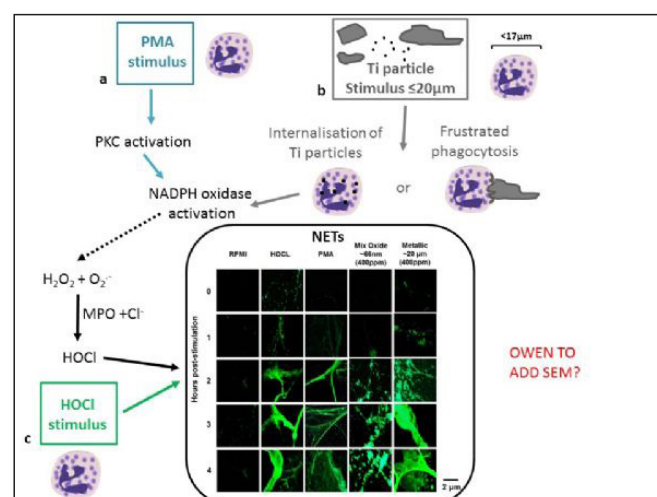 PMA
stimulus
a
<17µm
Ti particle
Stimulus ≤20µm
b
PKC activation
Internalisation of
Ti particles
or
Frustrated
phagocytosis
NADPH oxidase
activation
H₂O₂ + O₂⁻
MPO +Cl⁻
HOCl
HOCl
stimulus
c
NETs
RPMI
HOCL
PMA
Mix Oxide
(400ppm)
Metallic
~20 µm
(400ppm)
Hours post-stimulation
0
1
2
3
4
2 µm
OWEN TO
ADD SEM?